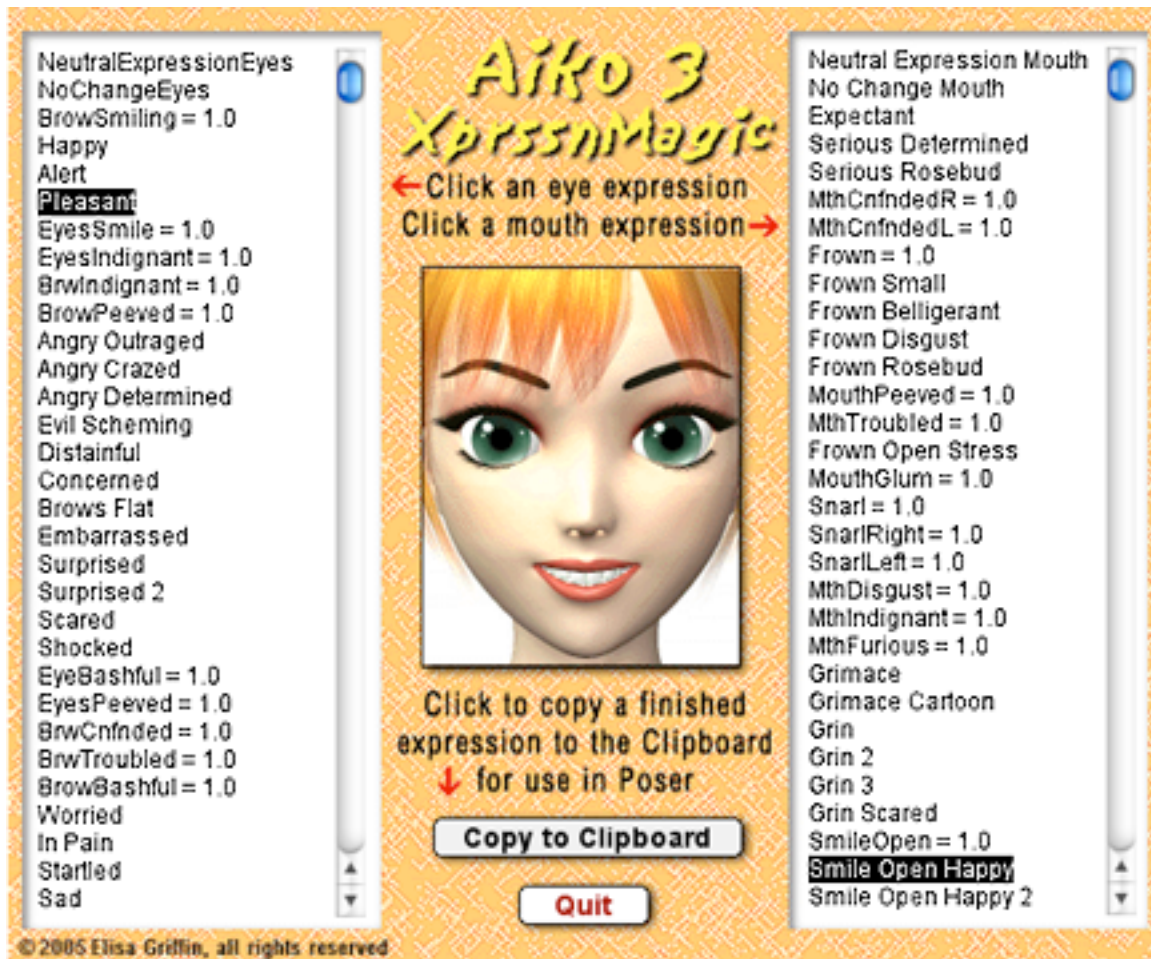 NeutralExpressionEyes
NoChangeEyes
BrowSmiling = 1.0
Happy
Alert
Pleasant
EyesSmile = 1.0
EyesIndignant = 1.0
BrwIndignant = 1.0
BrowPeeved = 1.0
Angry Outraged
Angry Crazed
Angry Determined
Evil Scheming
Distainful
Concerned
Brows Flat
Embarrassed
Surprised
Surprised 2
Scared
Shocked
EyeBashful = 1.0
EyesPeeved = 1.0
BrwCnfnded = 1.0
BrwTroubled = 1.0
BrowBashful = 1.0
Worried
In Pain
Startled
Sad
Aiko 3
XprssnMagic
←Click an eye expression
Click a mouth expression→
Click to copy a finished
expression to the Clipboard
↓ for use in Poser
Copy to Clipboard
Quit
Neutral Expression Mouth
No Change Mouth
Expectant
Serious Determined
Serious Rosebud
MthCnfndedR = 1.0
MthCnfndedL = 1.0
Frown = 1.0
Frown Small
Frown Belligerant
Frown Disgust
Frown Rosebud
MouthPeeved = 1.0
MthTroubled = 1.0
Frown Open Stress
MouthGlum = 1.0
Snarl = 1.0
SnarlRight = 1.0
SnarlLeft = 1.0
MthDisgust = 1.0
MthIndignant = 1.0
MthFurious = 1.0
Grimace
Grimace Cartoon
Grin
Grin 2
Grin 3
Grin Scared
SmileOpen = 1.0
Smile Open Happy
Smile Open Happy 2
© 2005 Elisa Griffin, all rights reserved